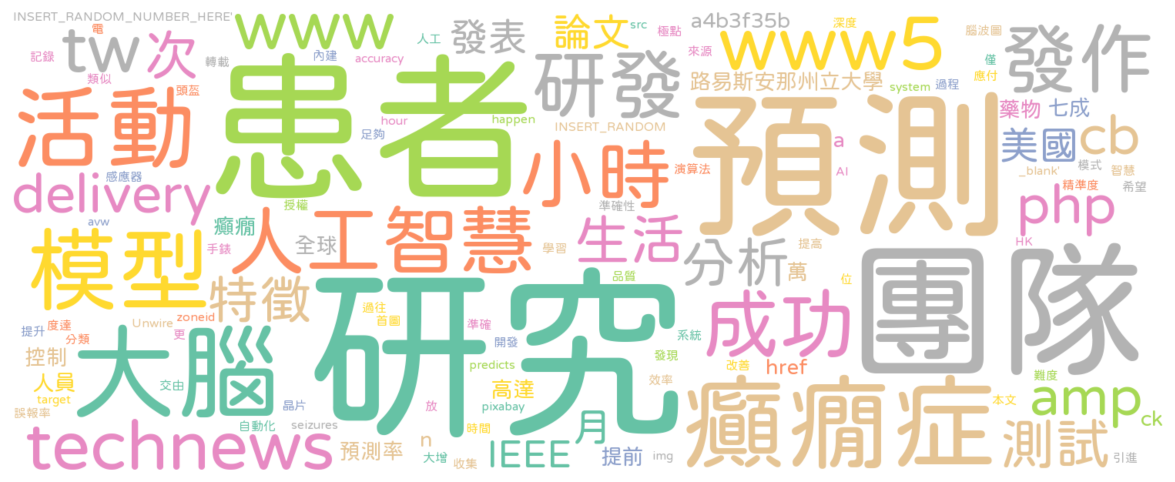 INSERT_RANDOM_NUMBER_HERE'
電
tw
次
www
人工
發表
論文
src
極點
a4b3f35b
深度
腦波圖
記錄
類似
轉載
內建
accuracy
來源
www5
僅
應付
發作
頭盔
患者
研發
路易斯安那州立大學
system
過程
活動
hour
足夠
happen
INSERT_RANDOM
預測
a
AI
藥物
七成
美國
cb
模式
智慧
感應器
delivery
小時
演算法
_blank'
精準度
希望
avw
授權
準確性
php
癲癇
手錶
人工智慧
全球
學習
生活
提高
HK
模型
特徵
品質
分析
萬
位
團隊
zoneid
過往
首圖
準確
成功
提升
度達
分類
Unwire
更
開發
系統
大腦
研究
predicts
發現
改善
href
控制
人員
target
交由
高達
pixabay
放
效率
癲癇症
本文
難度
amp
ck
誤報率
晶片
自動化
seizures
時間
月
technews
預測率
n
大增
收集
IEEE
提前
img
測試
引進